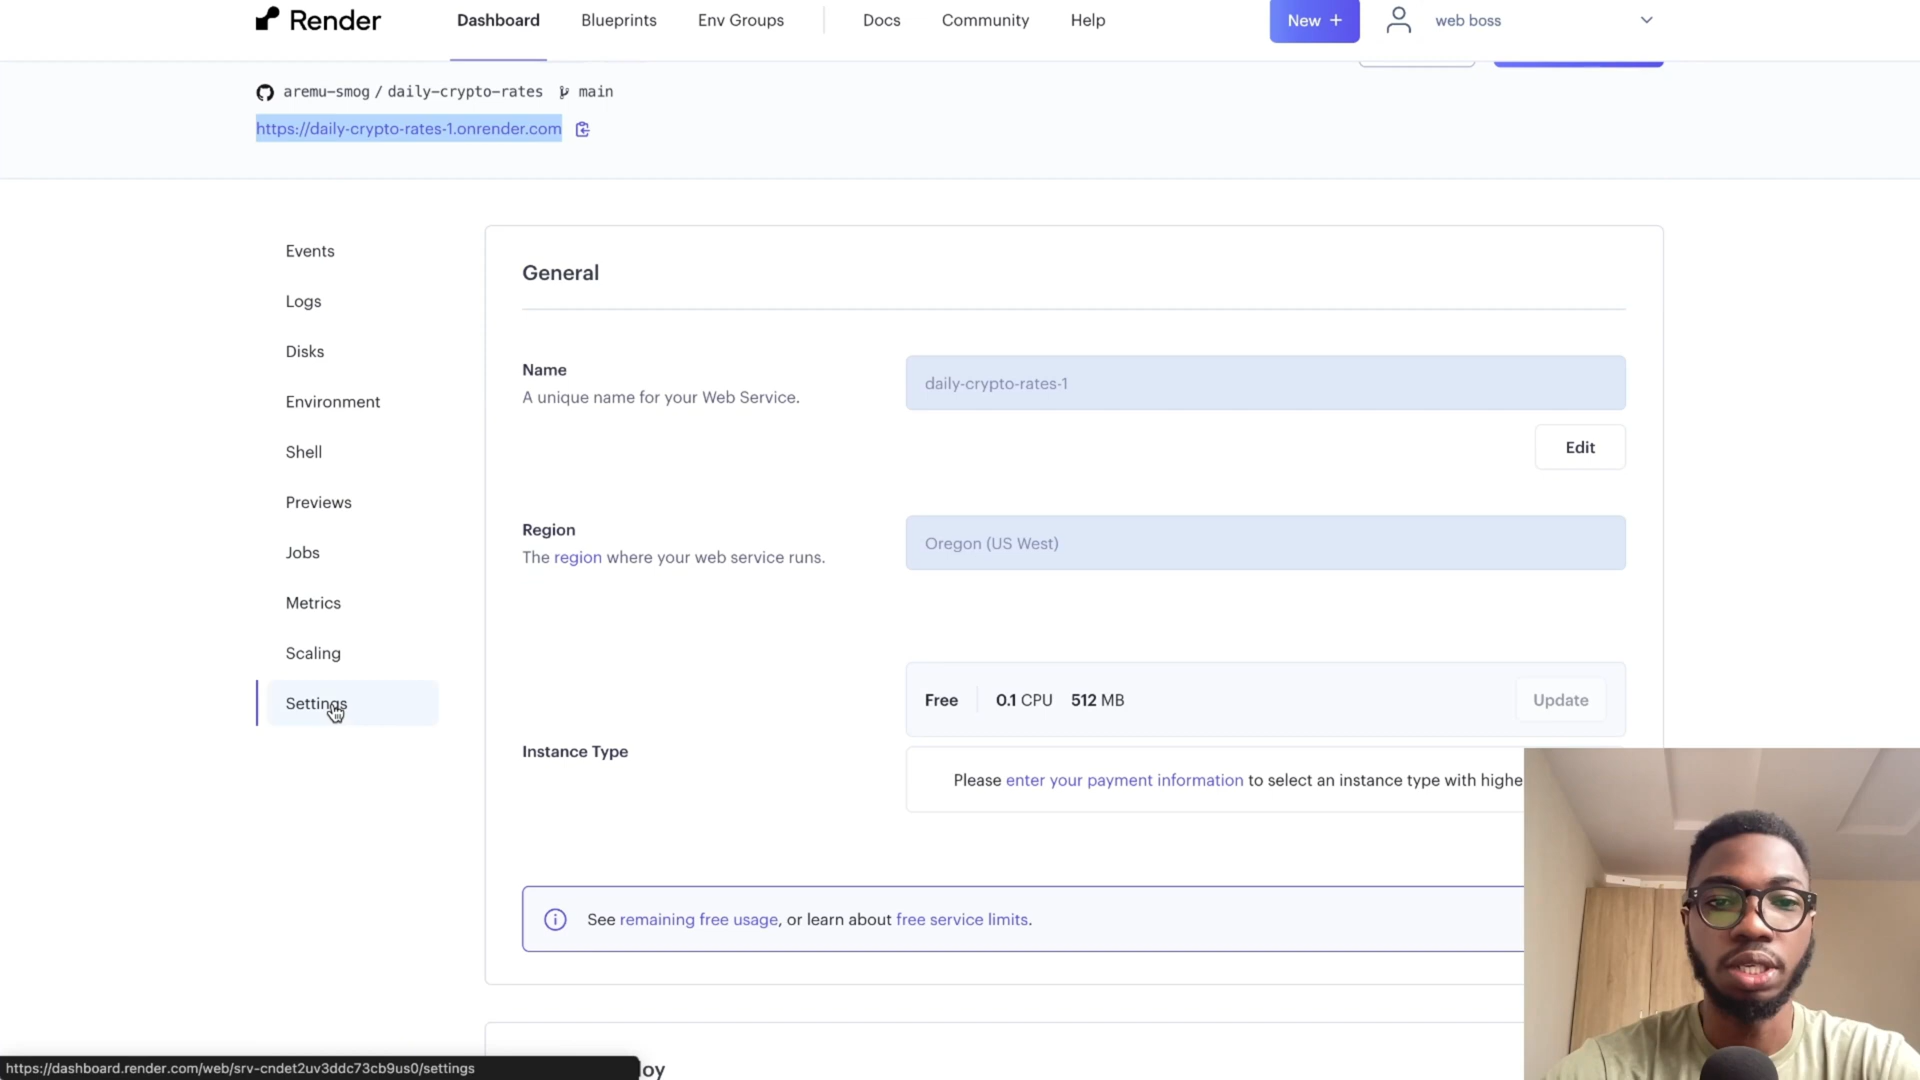 Render
Dashboard
Blueprints
Env Groups
Docs
Community
Help
New +
web boss
aremu-smog / daily-crypto-rates main
https://daily-crypto-rates-1.onrender.com
Events
Logs
Disks
Environment
Shell
Previews
Jobs
Metrics
Scaling
Settings
General
Name
A unique name for your Web Service.
daily-crypto-rates-1
Edit
Region
The region where your web service runs.
Oregon (US West)
Instance Type
Free 0.1 CPU 512 MB
Update
Please enter your payment information to select an instance type with highe
See remaining free usage, or learn about free service limits.
https://dashboard.render.com/web/srv-cndet2uv3ddc73cb9us0/settings
oy